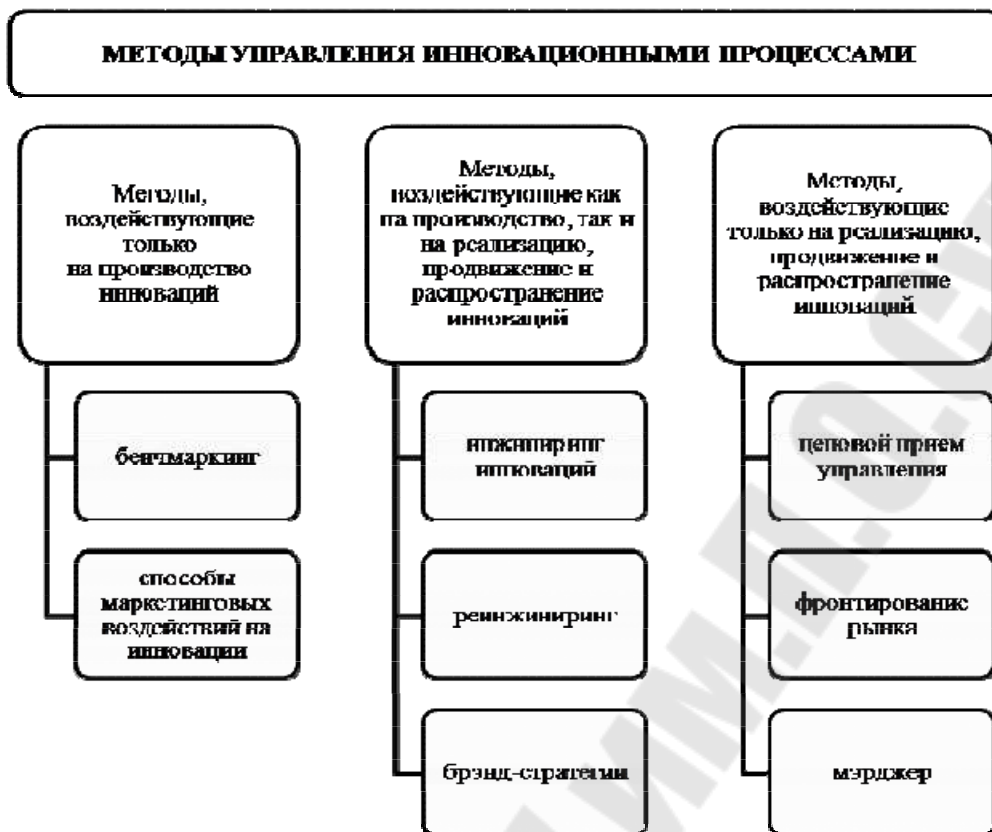 МЕТОДЫ УПРАВЛЕНИЯ ИННОВАЦИОННЫМИ ПРОЦЕССАМИ
Методы,
воздействующие
только
на производство
инноваций
бенчмаркинг
способы
маркетинговых
воздействий на
инновации
Методы,
воздействующие как
на производство, так и
на реализацию,
продвижение и
распространение
инноваций
инжиниринг
инноваций
реинжиниринг
брэнд-стратегии
Методы,
воздействующие
только на реализацию,
продвижение и
распространение
инноваций
ценовой прием
управления
фронтирование
рынка
мэрджер